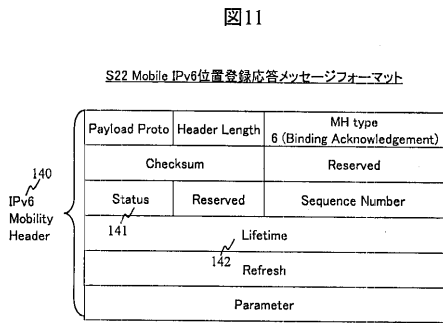 図11
S22 Mobile IPv6位置登録応答メッセージフォーマット
Payload Proto Header Length MH type
6 (Binding Acknowledgement)
Checksum Reserved
140
IPv6
Mobility
Header
Status Reserved Sequence Number
141
Lifetime
142
Refresh
Parameter